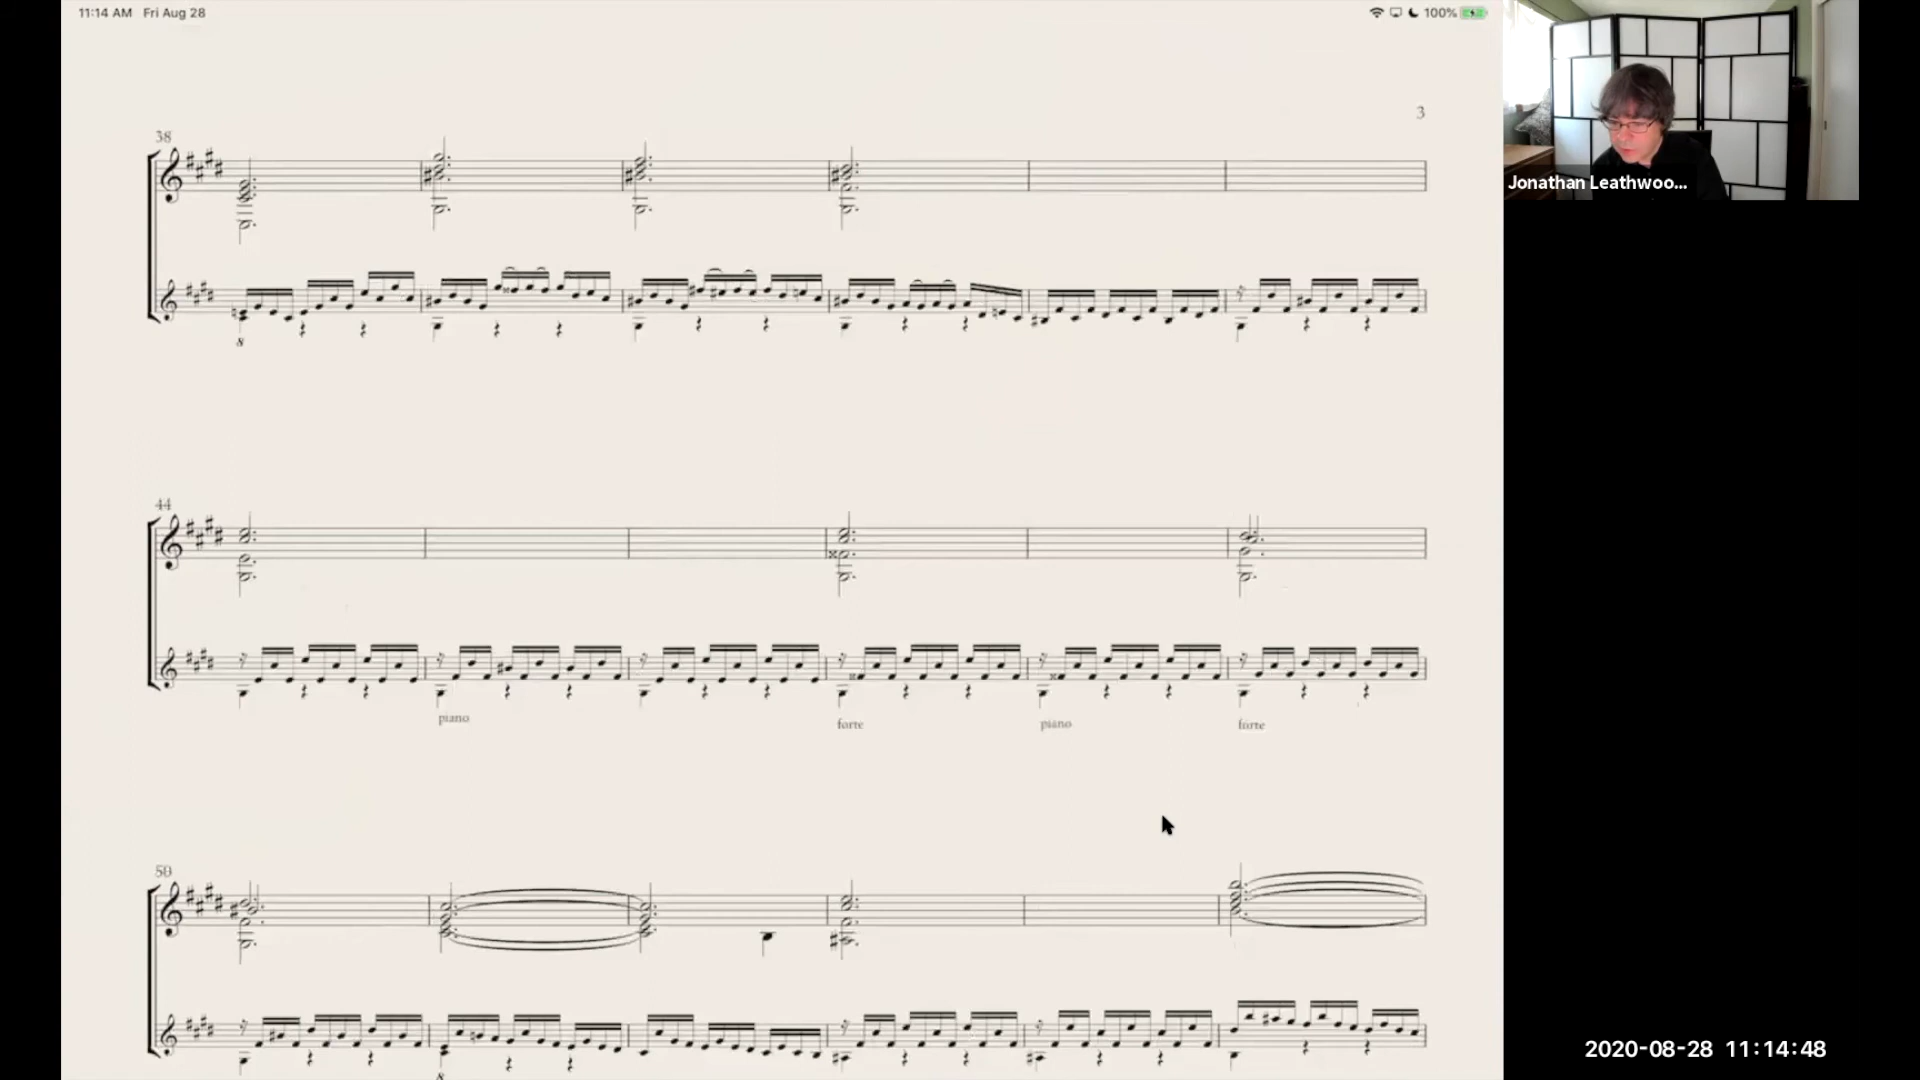 11:14 AM Fri Aug 28
100%
3
38
8
44
piano
forte
piano
forte
50
8
Jonathan Leathwoo...
2020-08-28 11:14:48